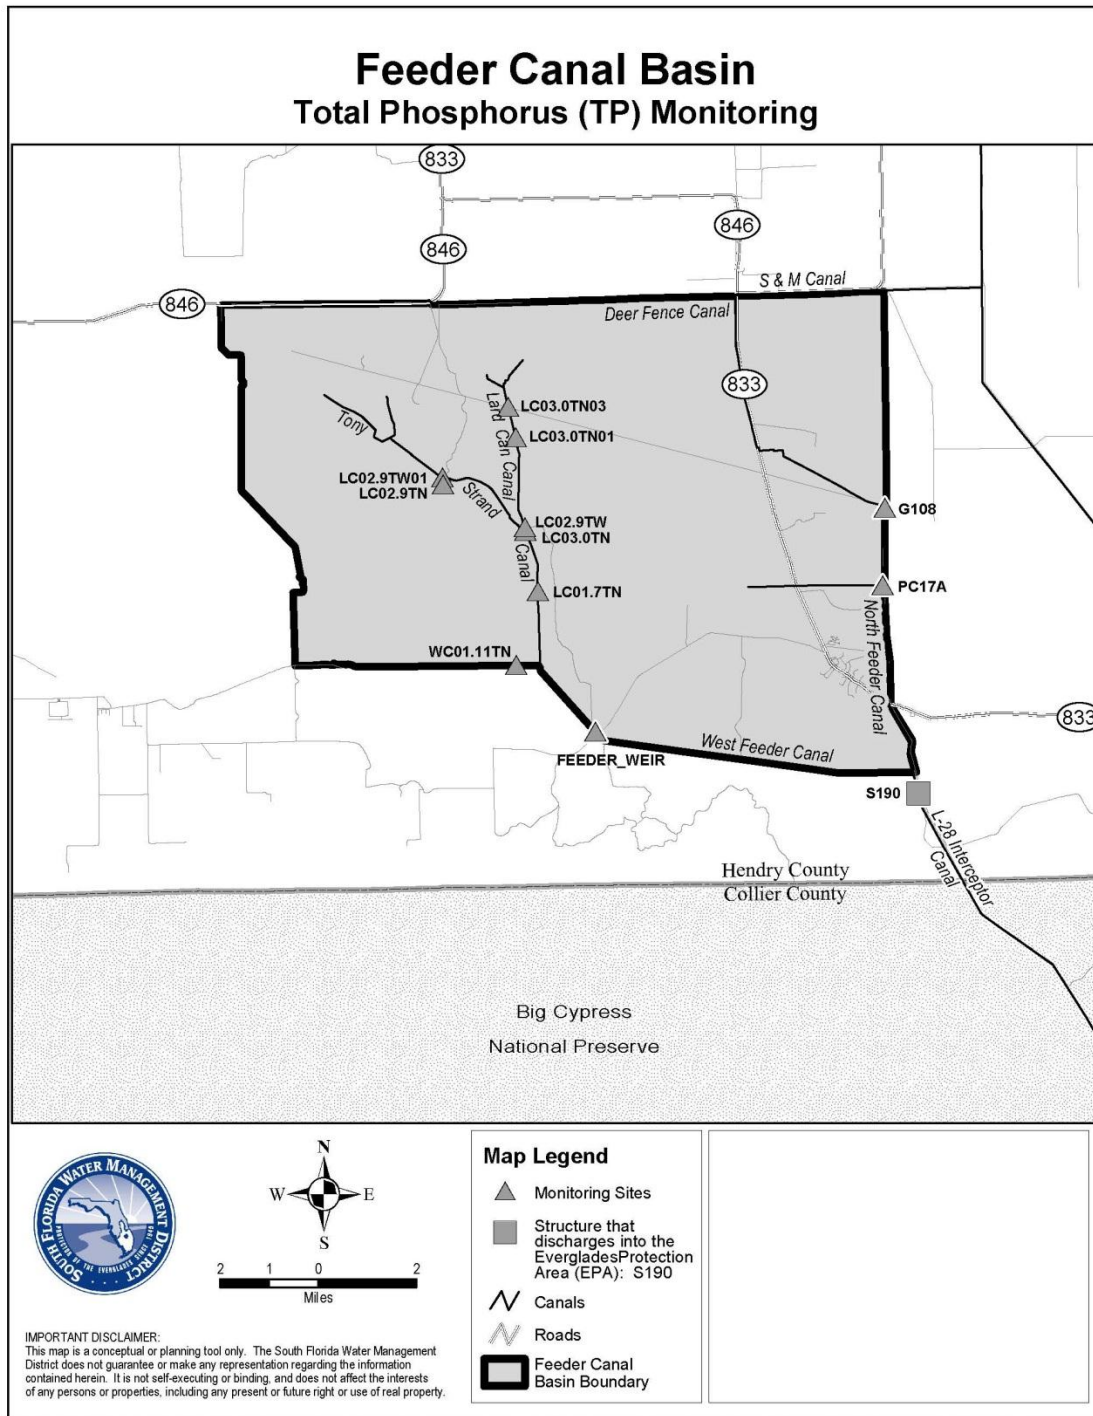 Feeder Canal Basin
Total Phosphorus (TP) Monitoring
833
846
846
846
S & M Canal
Deer Fence Canal
833
Tony
Strand
Canal
Lard Can Canal
LC03.0TN03
LC03.0TN01
LC02.9TW01
LC02.9TN
LC02.9TW
LC03.0TN
LC01.7TN
WC01.11TN
G108
PC17A
North Feeder Canal
833
West Feeder Canal
FEEDER_WEIR
S190
L-28 Interceptor
Canal
Hendry County
Collier County
Big Cypress
National Preserve
SOUTH FLORIDA WATER MANAGEMENT DISTRICT
PROTECTOR OF THE EVERGLADES SINCE 1949
N
W
E
S
2 1 0 2
Miles
Map Legend
Monitoring Sites
Structure that
discharges into the
EvergladesProtection
Area (EPA): S190
Canals
Roads
Feeder Canal
Basin Boundary
IMPORTANT DISCLAIMER:
This map is a conceptual or planning tool only. The South Florida Water Management
District does not guarantee or make any representation regarding the information
contained herein. It is not self-executing or binding, and does not affect the interests
of any persons or properties, including any present or future right or use of real property.